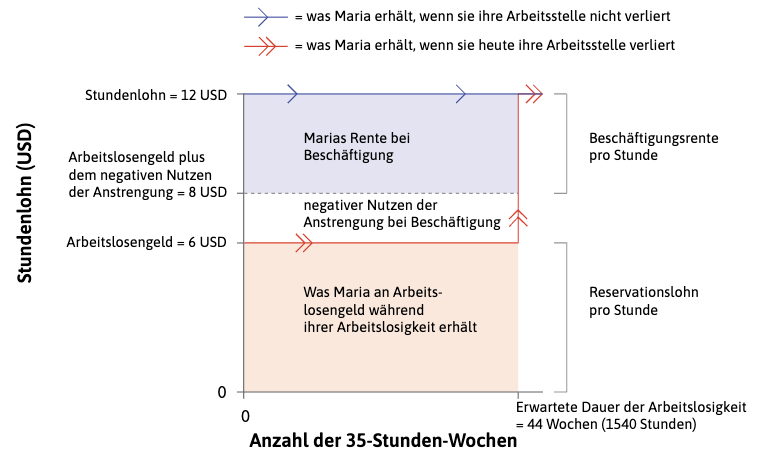 = was Maria erhält, wenn sie ihre Arbeitsstelle nicht verliert
= was Maria erhält, wenn sie heute ihre Arbeitsstelle verliert
Stundenlohn (USD)
Stundenlohn = 12 USD
Arbeitslosengeld plus
dem negativen Nutzen
der Anstrengung = 8 USD
Arbeitslosengeld = 6 USD
0
Marias Rente bei
Beschäftigung
negativer Nutzen der
Anstrengung bei Beschäftigung
Was Maria an Arbeits-
losengeld während
ihrer Arbeitslosigkeit erhält
Beschäftigungsrente
pro Stunde
Reservationslohn
pro Stunde
0
Erwartete Dauer der Arbeitslosigkeit
= 44 Wochen (1540 Stunden)
Anzahl der 35-Stunden-Wochen